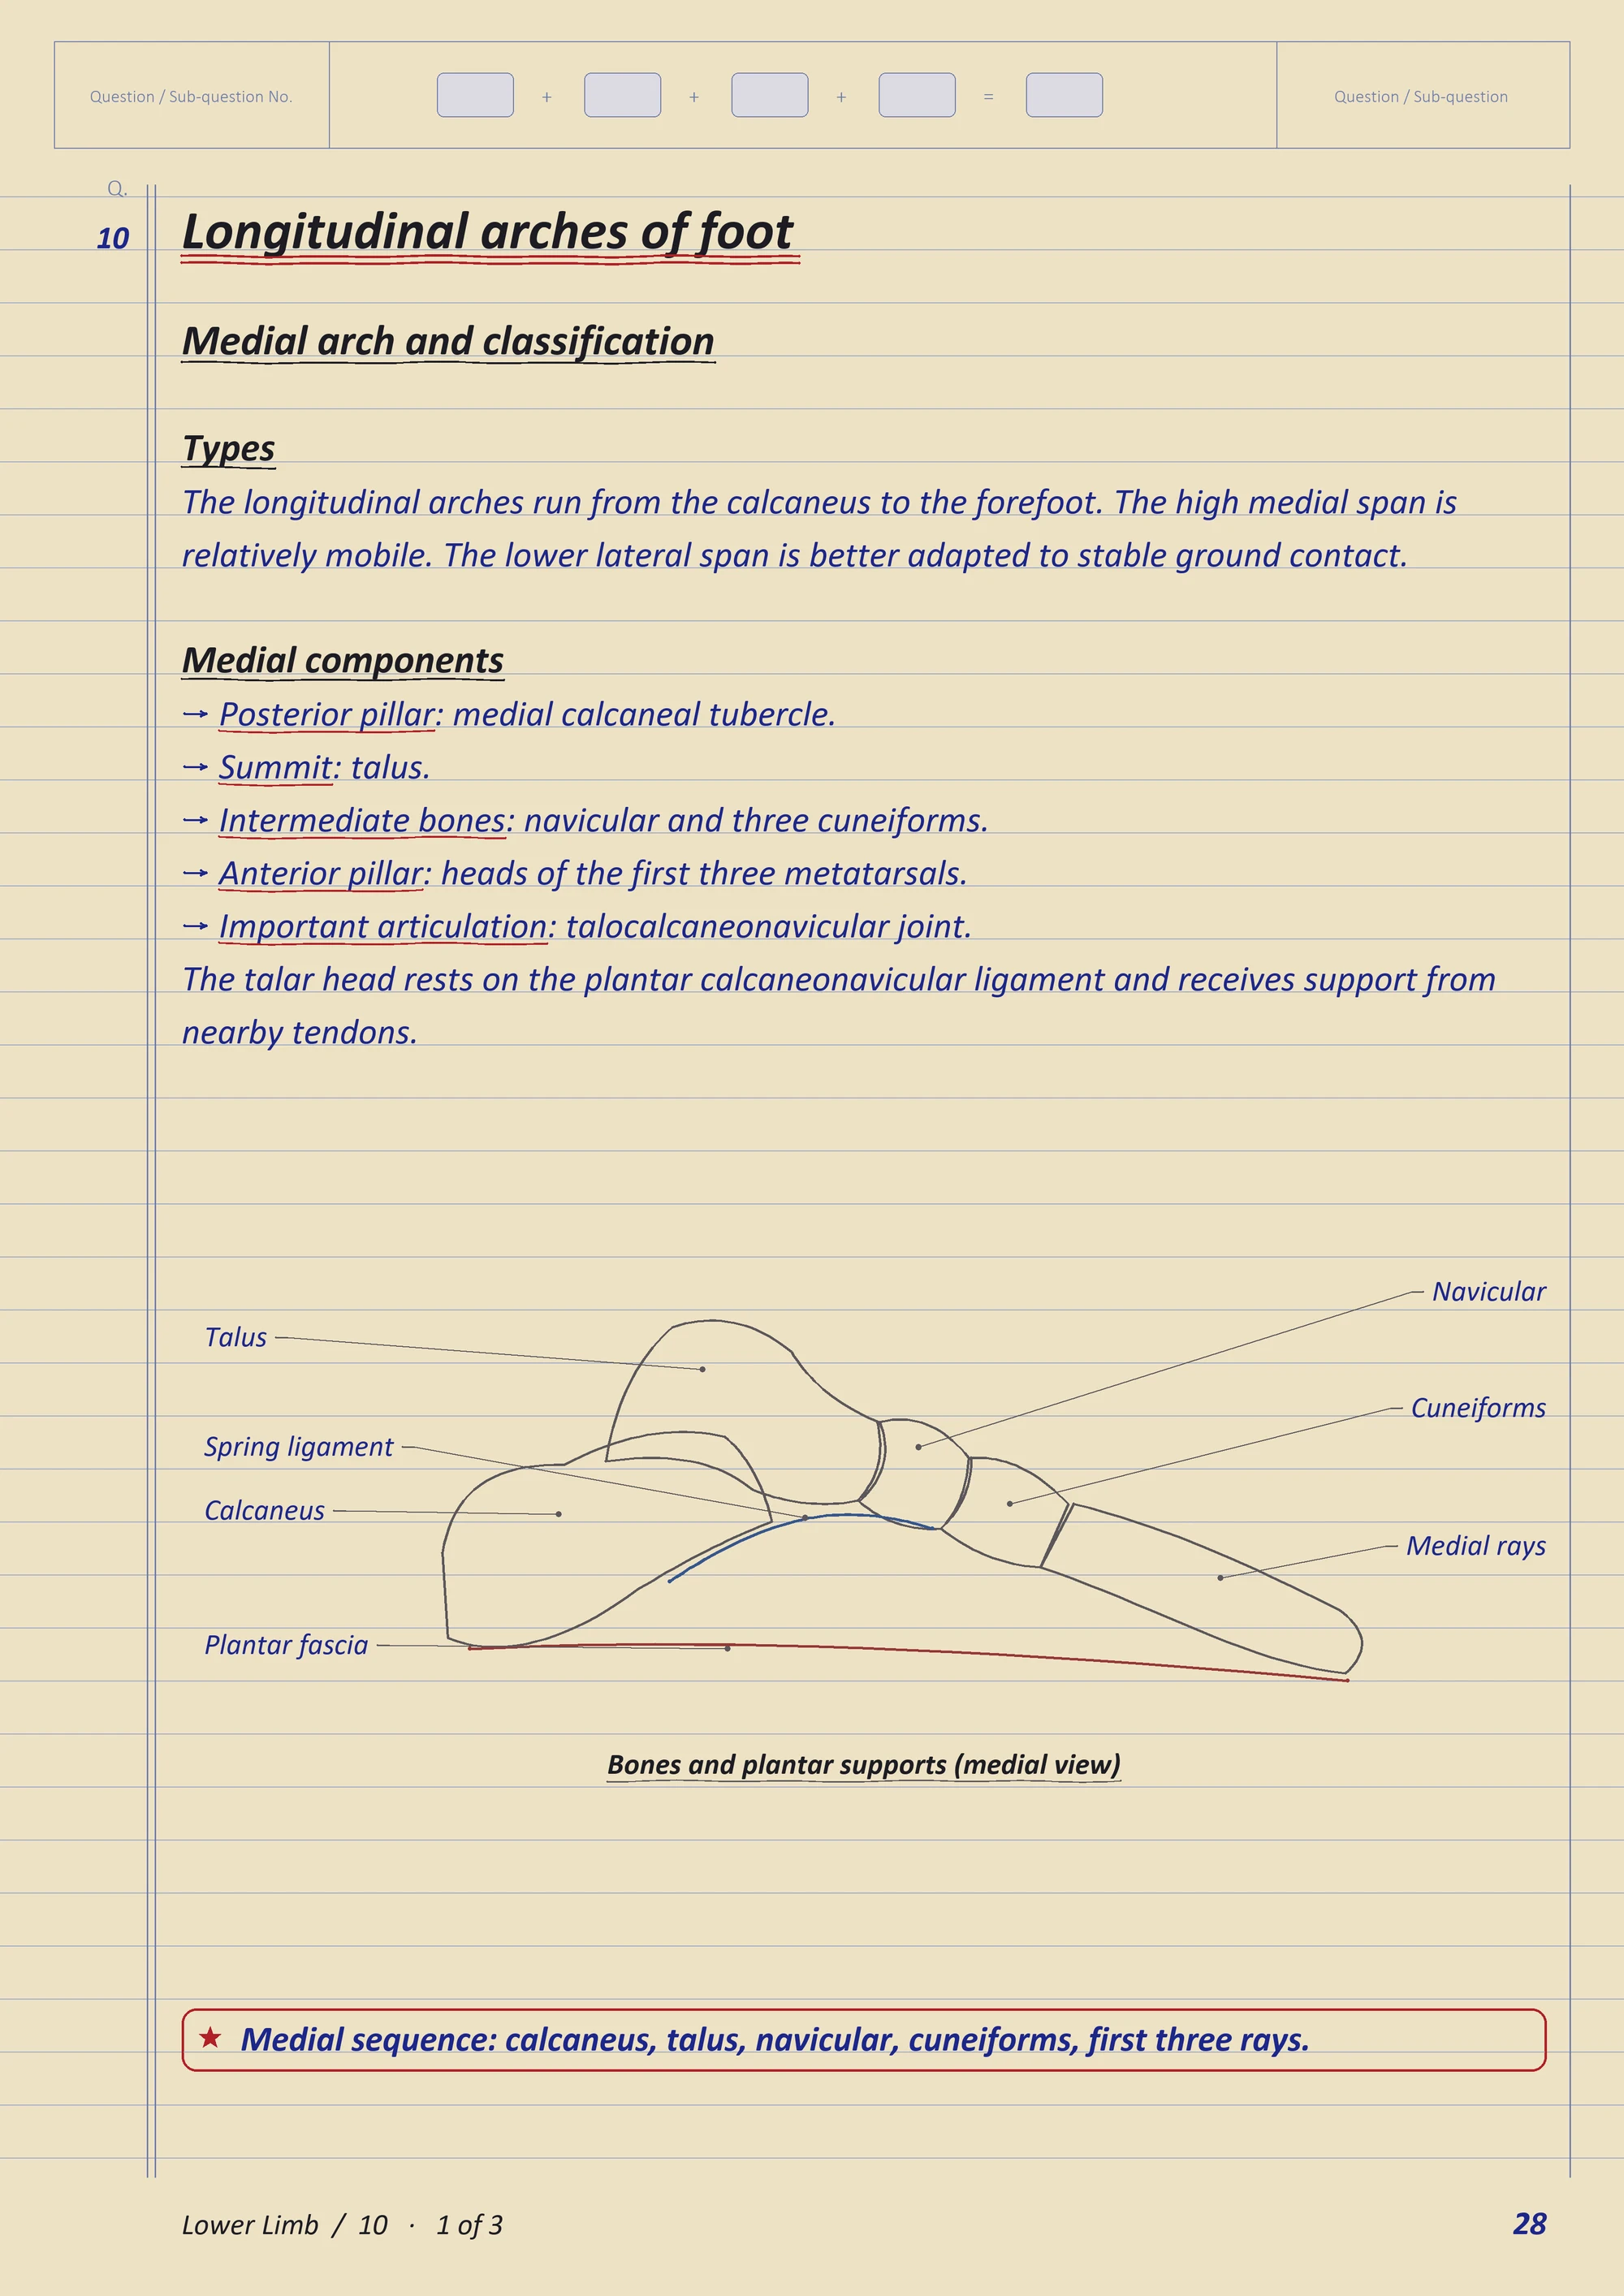 Question / Sub-question No.
+ + + =
Question / Sub-question
Q.
10
Longitudinal arches of foot
Medial arch and classification
Types
The longitudinal arches run from the calcaneus to the forefoot. The high medial span is
relatively mobile. The lower lateral span is better adapted to stable ground contact.
Medial components
→ Posterior pillar: medial calcaneal tubercle.
→ Summit: talus.
→ Intermediate bones: navicular and three cuneiforms.
→ Anterior pillar: heads of the first three metatarsals.
→ Important articulation: talocalcaneonavicular joint.
The talar head rests on the plantar calcaneonavicular ligament and receives support from
nearby tendons.
Navicular
Talus
Cuneiforms
Spring ligament
Calcaneus
Medial rays
Plantar fascia
Bones and plantar supports (medial view)
★ Medial sequence: calcaneus, talus, navicular, cuneiforms, first three rays.
Lower Limb / 10 · 1 of 3
28